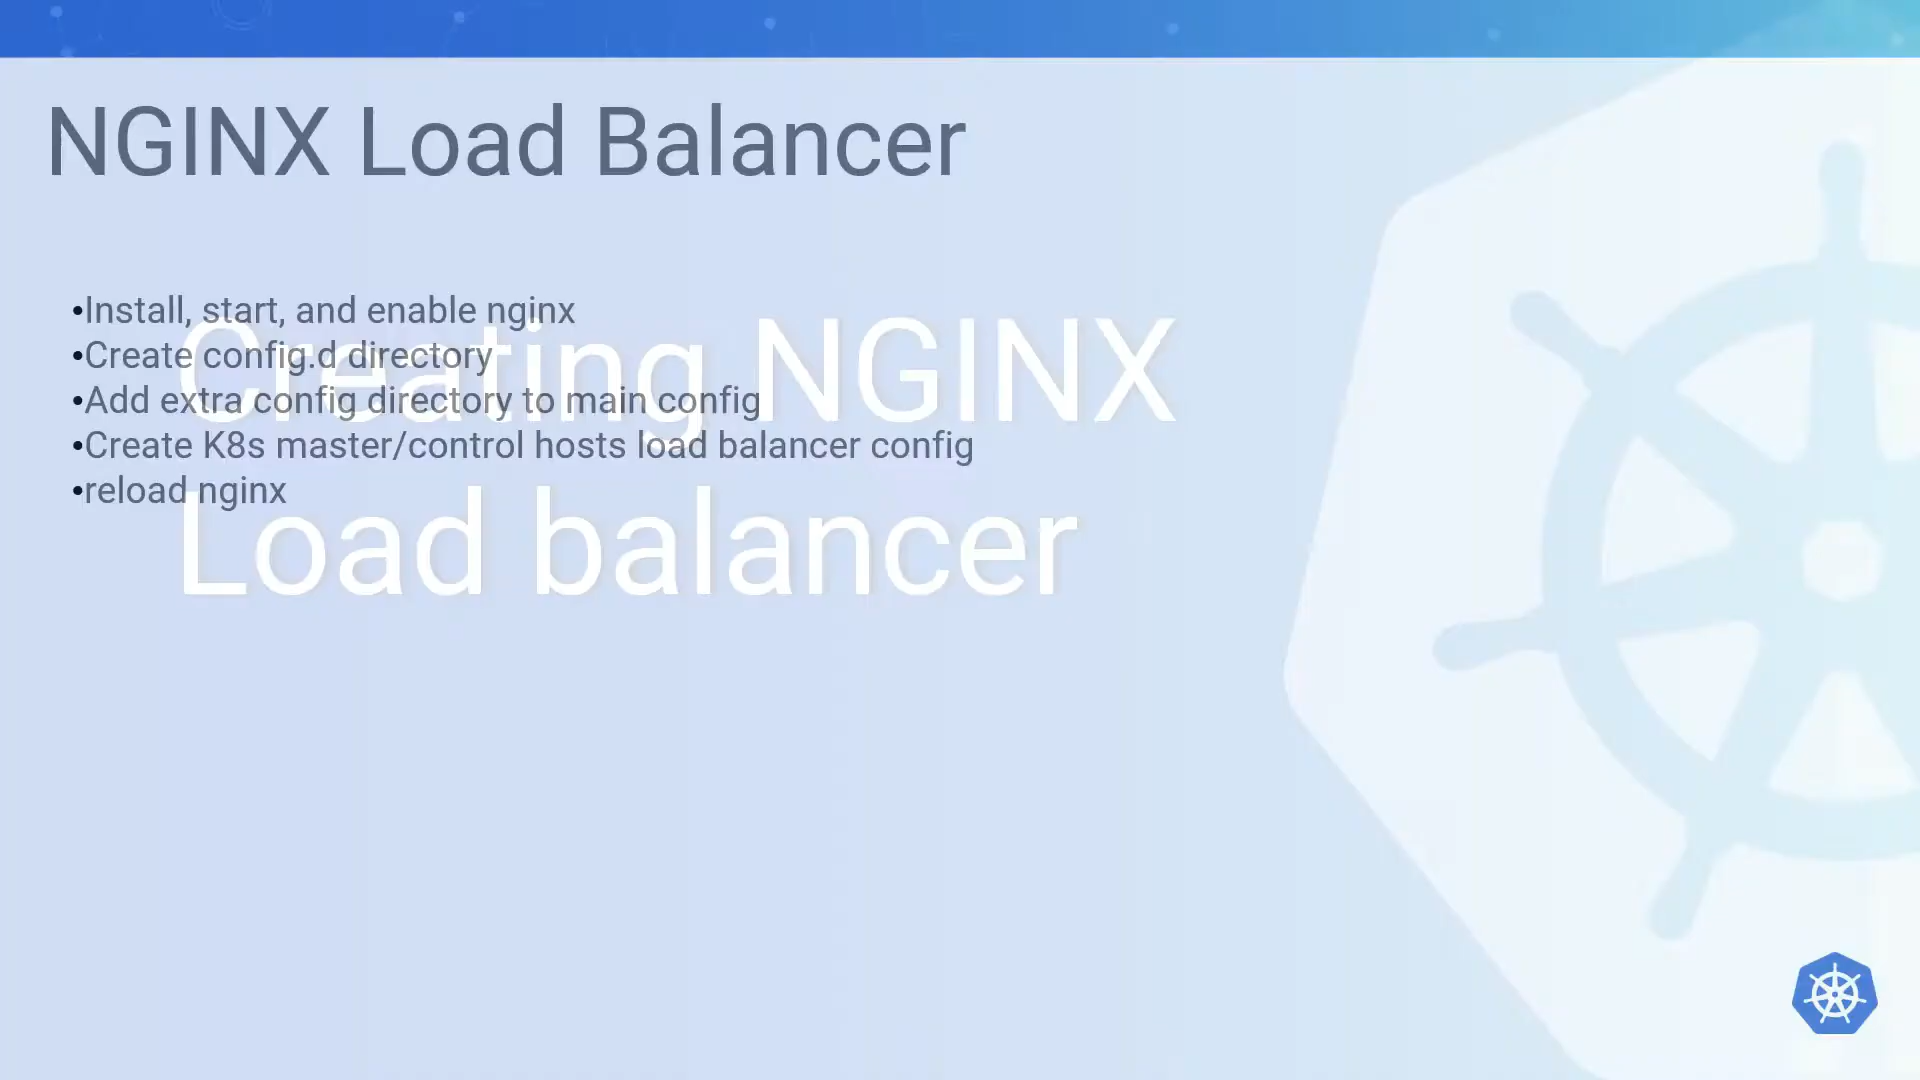 NGINX Load Balancer
•Install, start, and enable nginx
•Create config.d directory
•Add extra config directory to main config
•Create K8s master/control hosts load balancer config
•reload nginx
Creating NGINX
Load balancer